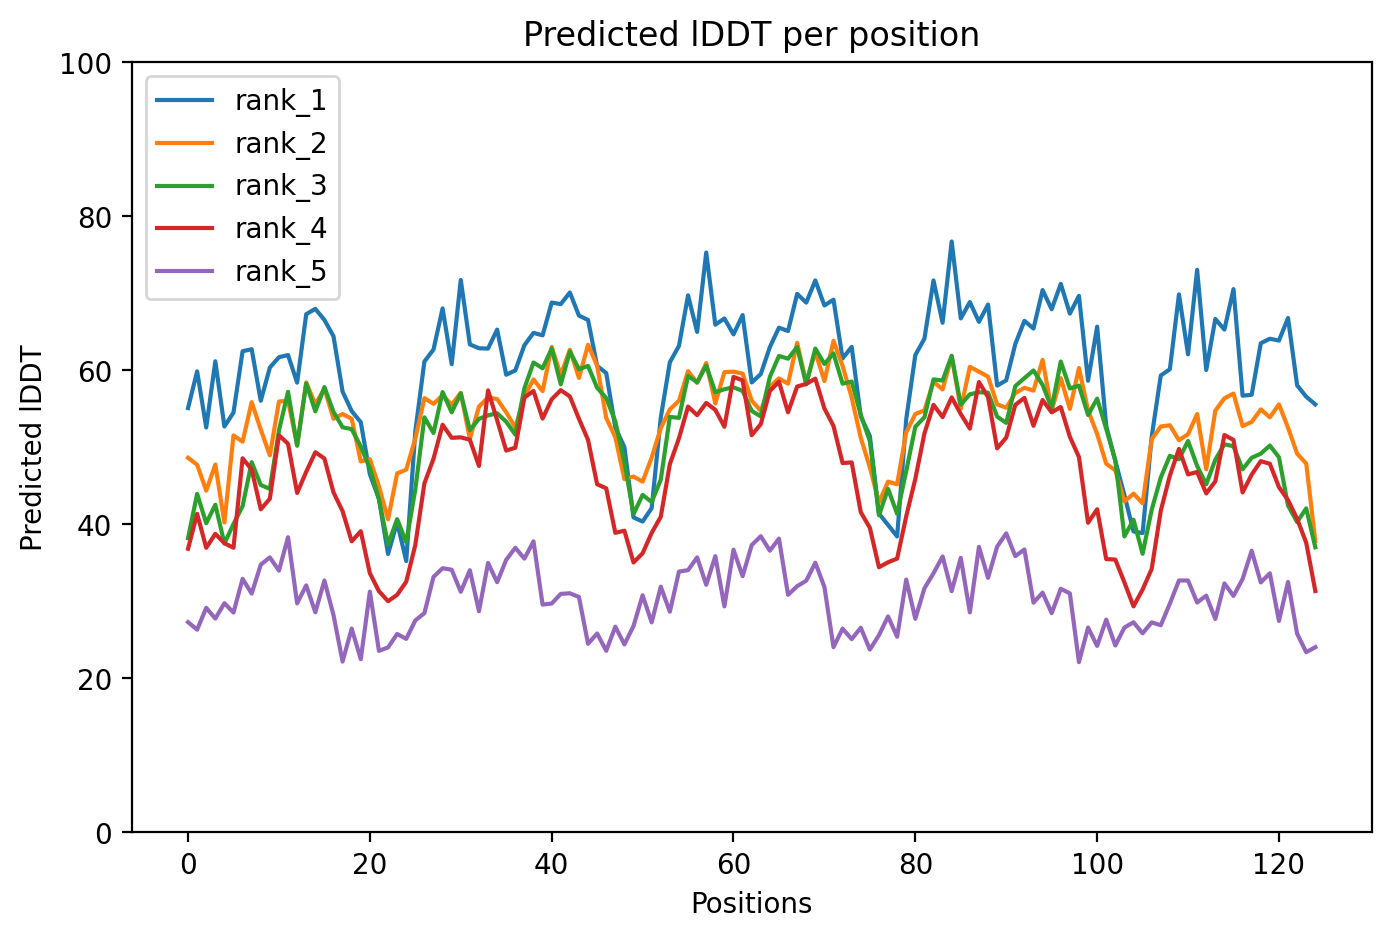 Predicted lDDT per position
100
80
60
40
20
0
Predicted lDDT
rank_1
rank_2
rank_3
rank_4
rank_5
0 20 40 60 80 100 120
Positions